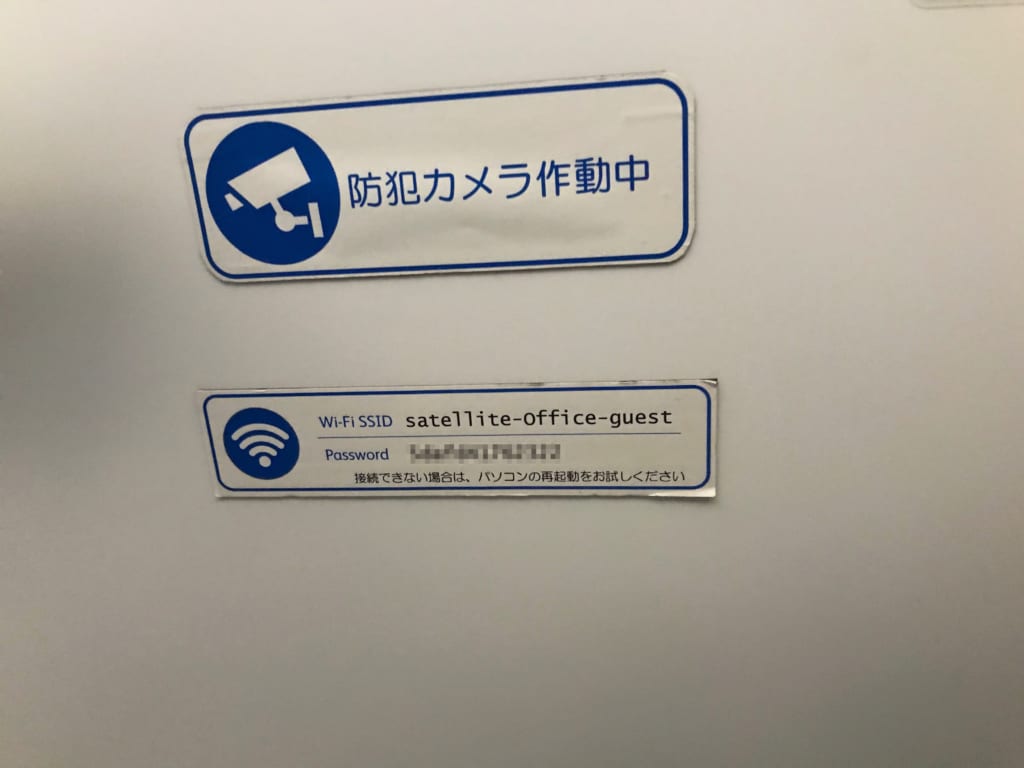 防犯カメラ作動中
Wi-Fi SSID satellite-Office-guest
Password
接続できない場合は、パソコンの再起動をお試しください